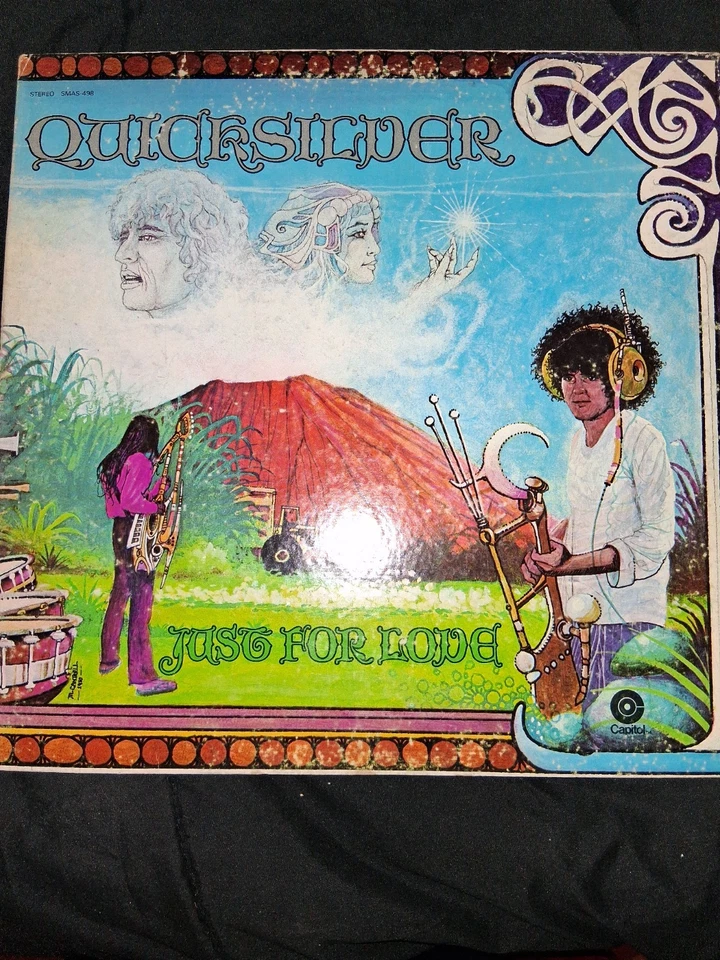 STEREO SMAS-498
QUICKSILVER
JUST FOR LOVE
Capitol